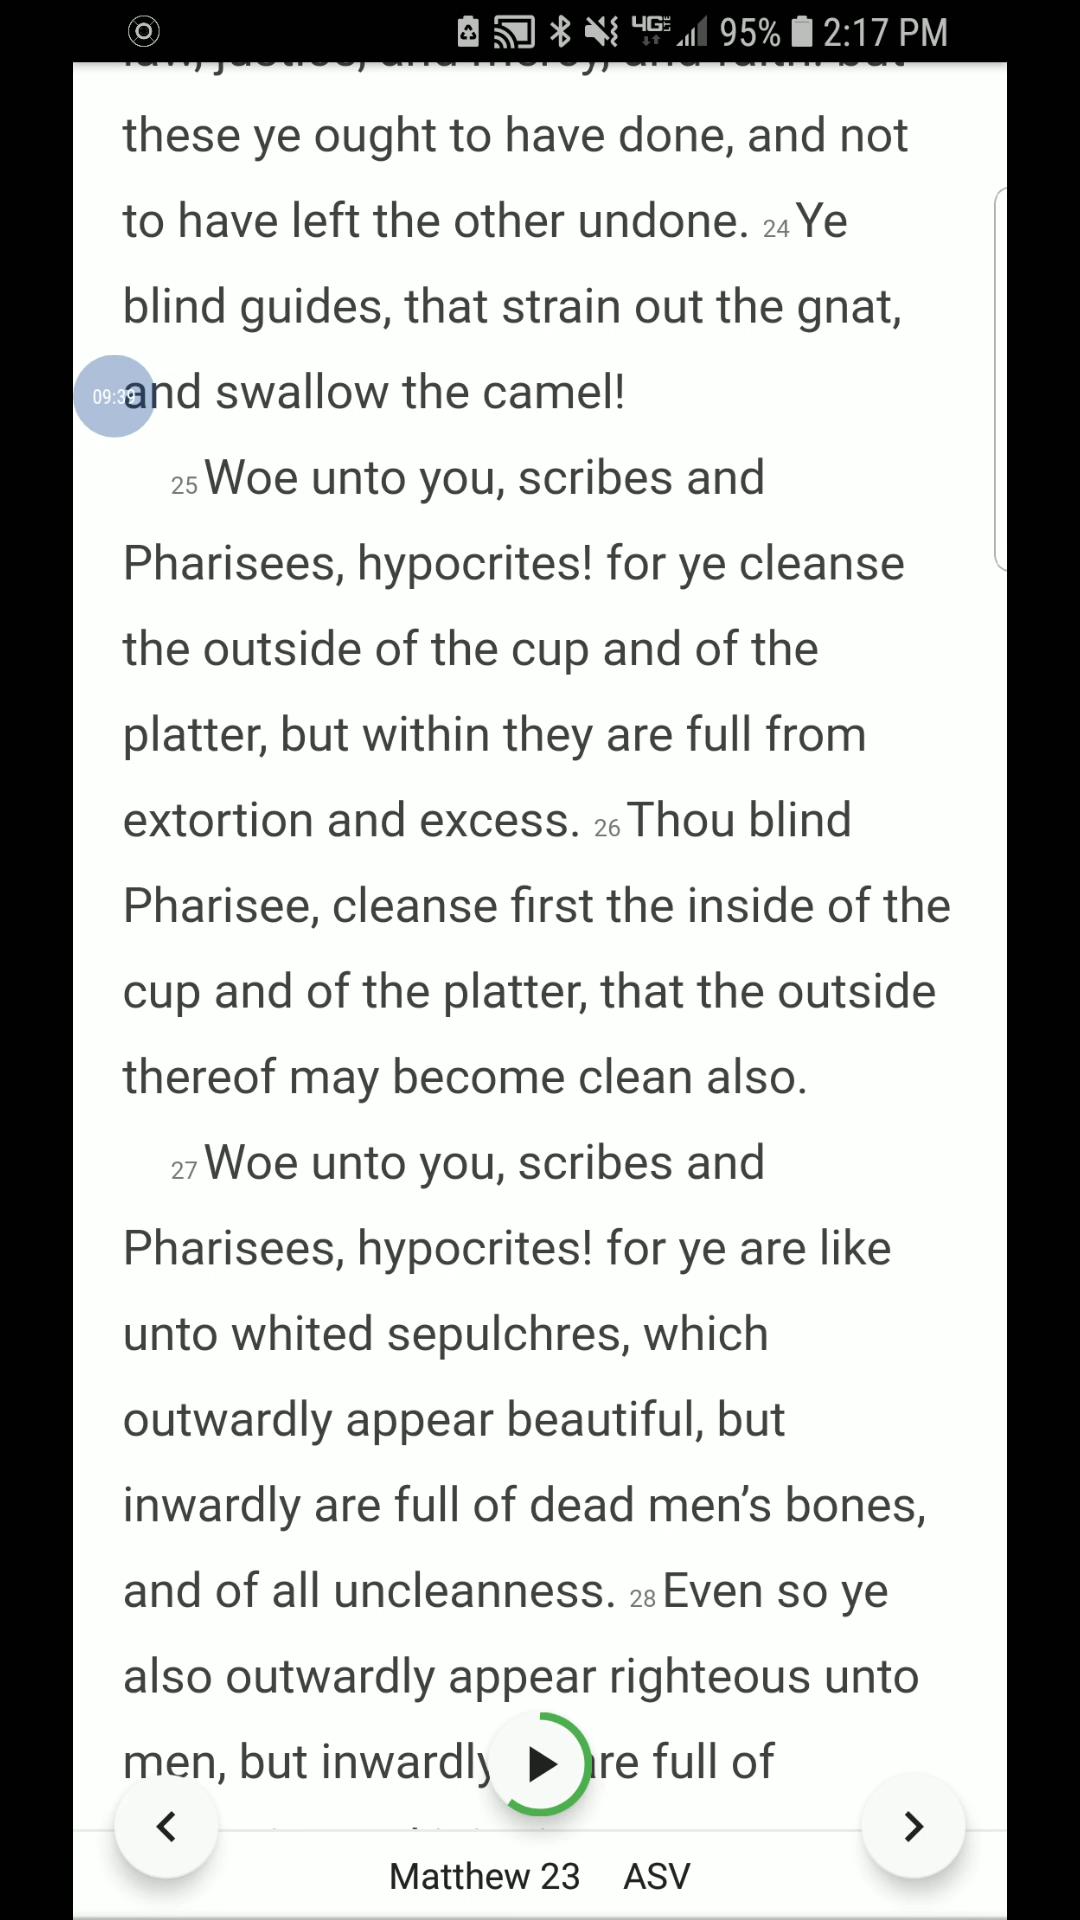 4G LTE 95% 2:17 PM
these ye ought to have done, and not
to have left the other undone. 24 Ye
blind guides, that strain out the gnat,
09:39
and swallow the camel!
25 Woe unto you, scribes and
Pharisees, hypocrites! for ye cleanse
the outside of the cup and of the
platter, but within they are full from
extortion and excess. 26 Thou blind
Pharisee, cleanse first the inside of the
cup and of the platter, that the outside
thereof may become clean also.
27 Woe unto you, scribes and
Pharisees, hypocrites! for ye are like
unto whited sepulchres, which
outwardly appear beautiful, but
inwardly are full of dead men’s bones,
and of all uncleanness. 28 Even so ye
also outwardly appear righteous unto
men, but inwardly are full of
Matthew 23 ASV